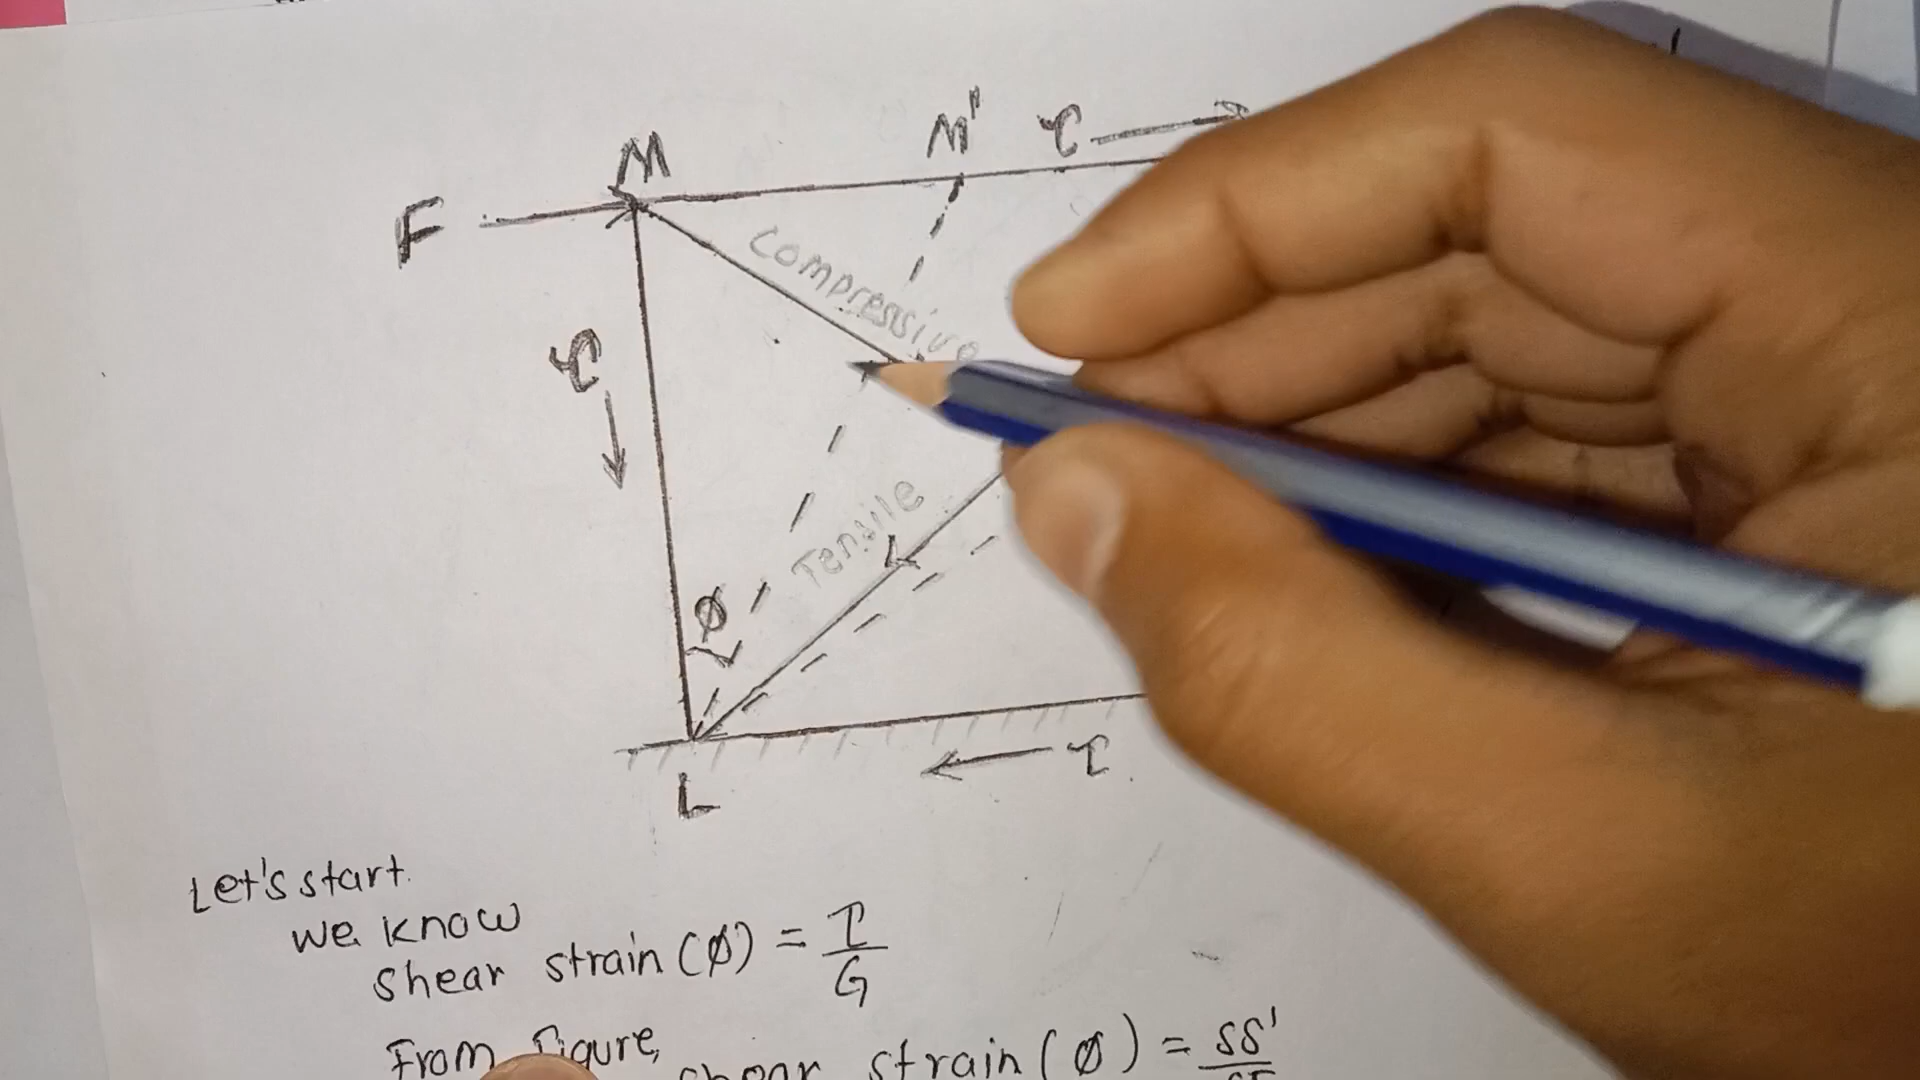 M
M'
τ
F
compressive
τ
Tensile
ø
τ
L
Let's start.
we know
shear strain (ø) = τ/G
From figure,
shear strain (ø) = SS'